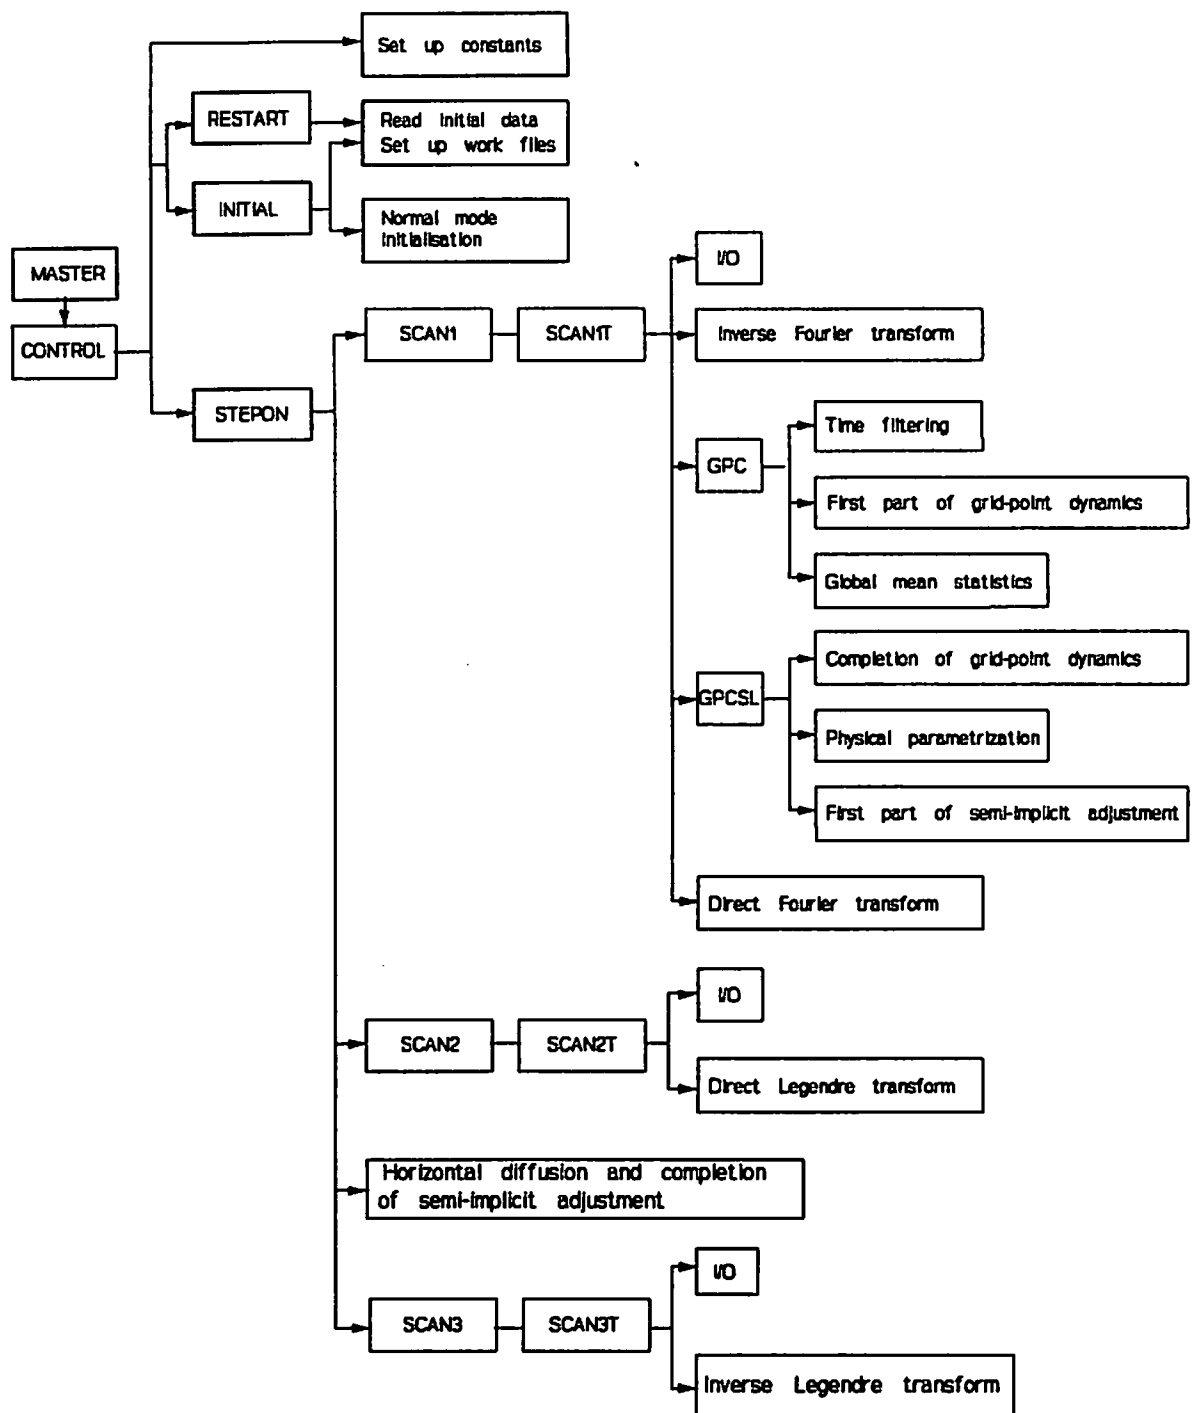 Set up constants
RESTART
Read initial data
Set up work files
INITIAL
Normal mode
initialisation
MASTER
CONTROL
STEPON
SCAN1
SCAN1T
I/O
Inverse Fourier transform
GPC
Time filtering
First part of grid-point dynamics
Global mean statistics
GPCSL
Completion of grid-point dynamics
Physical parametrization
First part of semi-implicit adjustment
Direct Fourier transform
SCAN2
SCAN2T
I/O
Direct Legendre transform
Horizontal diffusion and completion
of semi-implicit adjustment
SCAN3
SCAN3T
I/O
Inverse Legendre transform